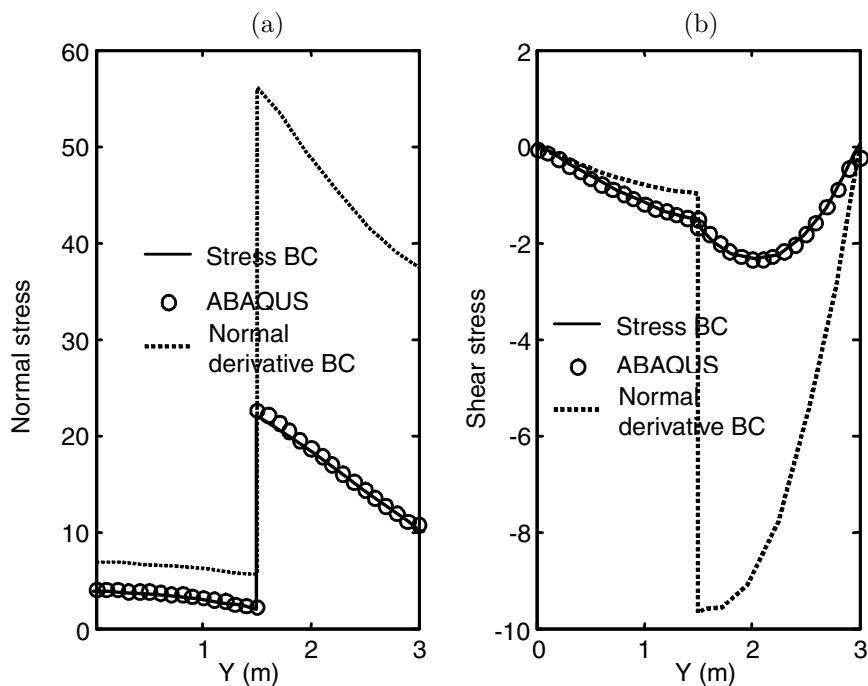 (a)
60
50
40
30
20
10
0
1
2
3
Normal stress
Y (m)
Stress BC
ABAQUS
Normal
derivative BC
(b)
2
0
-2
-4
-6
-8
-10
0
1
2
3
Shear stress
Y (m)
Stress BC
ABAQUS
Normal
derivative BC